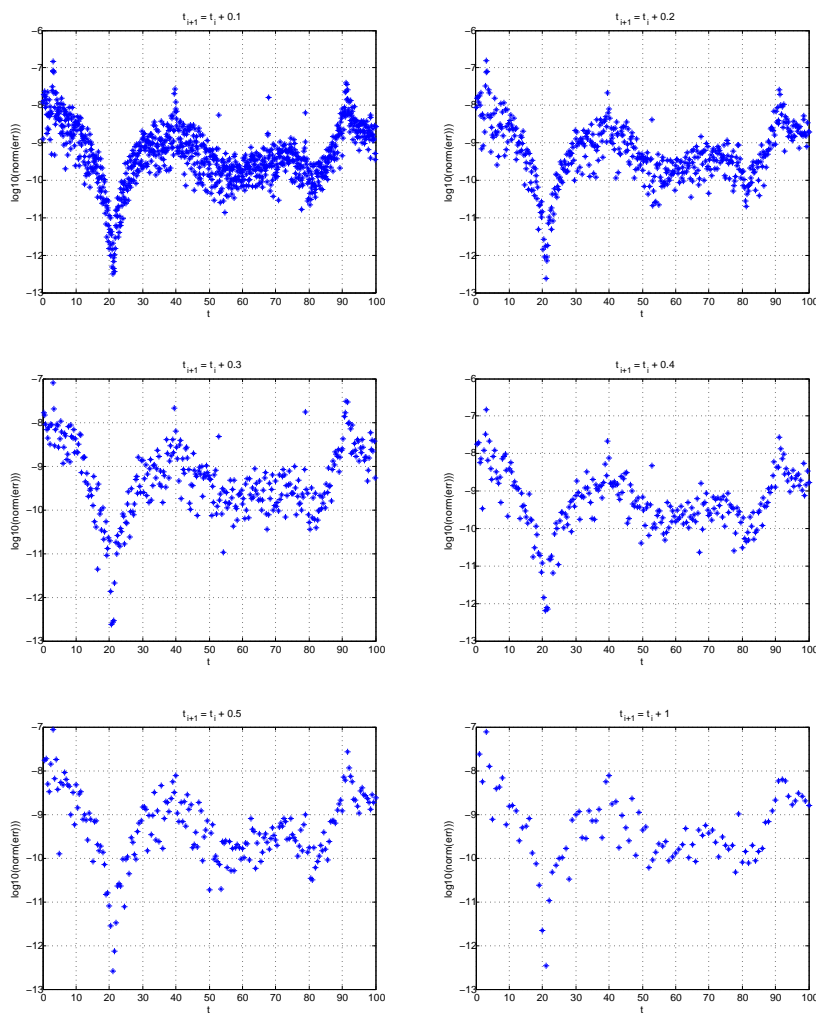 t_{i+1} = t_i + 0.1
−6
−7
−8
−9
−10
−11
−12
−13
log10(norm(err)))
0 10 20 30 40 50 60 70 80 90 100
t
t_{i+1} = t_i + 0.2
−6
−7
−8
−9
−10
−11
−12
−13
log10(norm(err)))
0 10 20 30 40 50 60 70 80 90 100
t
t_{i+1} = t_i + 0.3
−7
−8
−9
−10
−11
−12
−13
log10(norm(err)))
0 10 20 30 40 50 60 70 80 90 100
t
t_{i+1} = t_i + 0.4
−6
−7
−8
−9
−10
−11
−12
−13
log10(norm(err)))
0 10 20 30 40 50 60 70 80 90 100
t
t_{i+1} = t_i + 0.5
−7
−8
−9
−10
−11
−12
−13
log10(norm(err)))
0 10 20 30 40 50 60 70 80 90 100
t
t_{i+1} = t_i + 1
−7
−8
−9
−10
−11
−12
−13
log10(norm(err)))
0 10 20 30 40 50 60 70 80 90 100
t